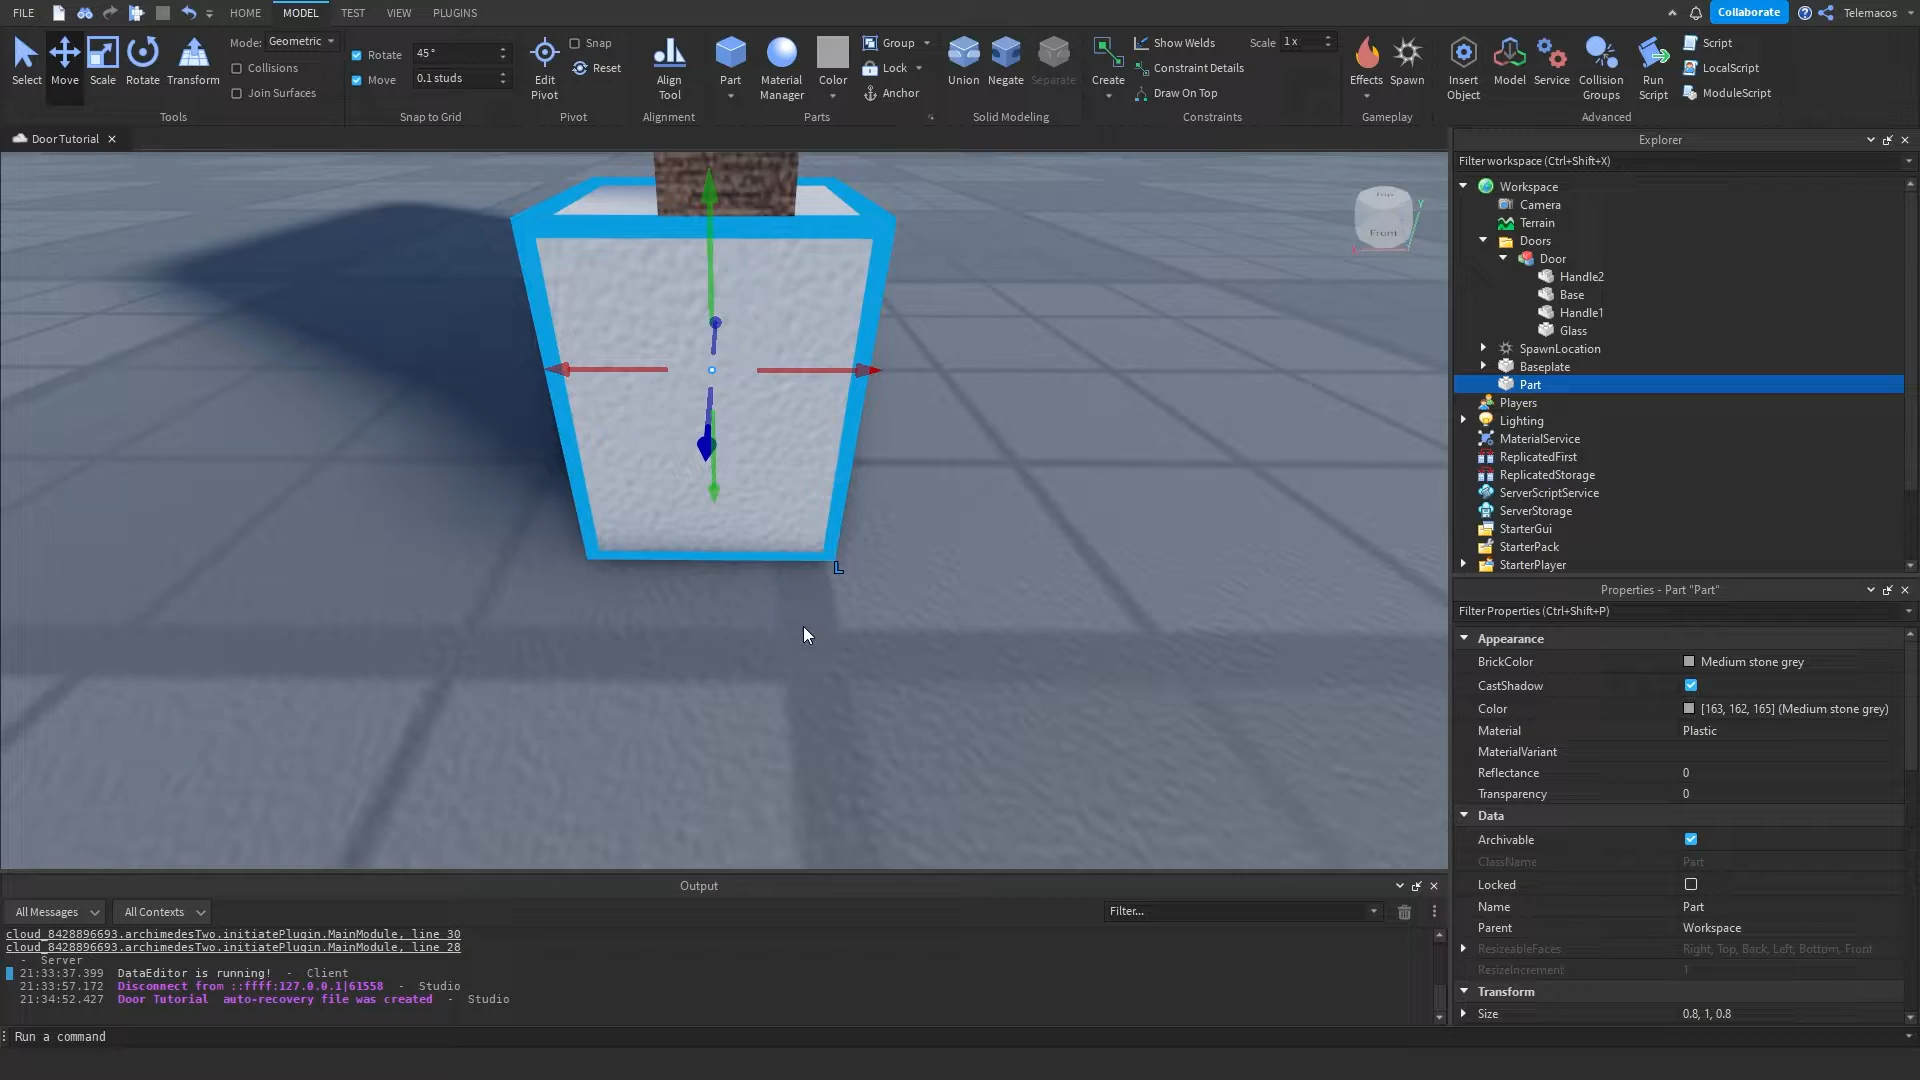 FILE
HOME
MODEL
TEST
VIEW
PLUGINS
Collaborate
Telemacos
Select
Move
Scale
Rotate
Transform
Mode: Geometric
Collisions
Join Surfaces
Tools
Rotate 45°
Move 0.1 studs
Snap to Grid
Edit Pivot
Snap
Reset
Pivot
Align Tool
Alignment
Part
Material Manager
Color
Group
Lock
Anchor
Parts
Union
Negate
Separate
Solid Modeling
Create
Show Welds
Scale 1x
Constraint Details
Draw On Top
Constraints
Effects
Spawn
Gameplay
Insert Object
Model
Service
Collision Groups
Run Script
Script
LocalScript
ModuleScript
Advanced
Door Tutorial
Top
Front
Y
L
Explorer
Filter workspace (Ctrl+Shift+X)
Workspace
Camera
Terrain
Doors
Door
Handle2
Base
Handle1
Glass
SpawnLocation
Baseplate
Part
Players
Lighting
MaterialService
ReplicatedFirst
ReplicatedStorage
ServerScriptService
ServerStorage
StarterGui
StarterPack
StarterPlayer
Properties - Part "Part"
Filter Properties (Ctrl+Shift+P)
Appearance
BrickColor Medium stone grey
CastShadow
Color [163, 162, 165] (Medium stone grey)
Material Plastic
MaterialVariant
Reflectance 0
Transparency 0
Data
Archivable
ClassName Part
Locked
Name Part
Parent Workspace
ResizeableFaces Right, Top, Back, Left, Bottom, Front
ResizeIncrement 1
Transform
Size 0.8, 1, 0.8
Output
All Messages
All Contexts
Filter...
cloud_8428896693.archimedesTwo.initiatePlugin.MainModule, line 30
cloud_8428896693.archimedesTwo.initiatePlugin.MainModule, line 28
- Server
21:33:37.399 DataEditor is running! - Client
21:33:57.172 Disconnect from ::ffff:127.0.0.1|61558 - Studio
21:34:52.427 Door Tutorial auto-recovery file was created - Studio
Run a command